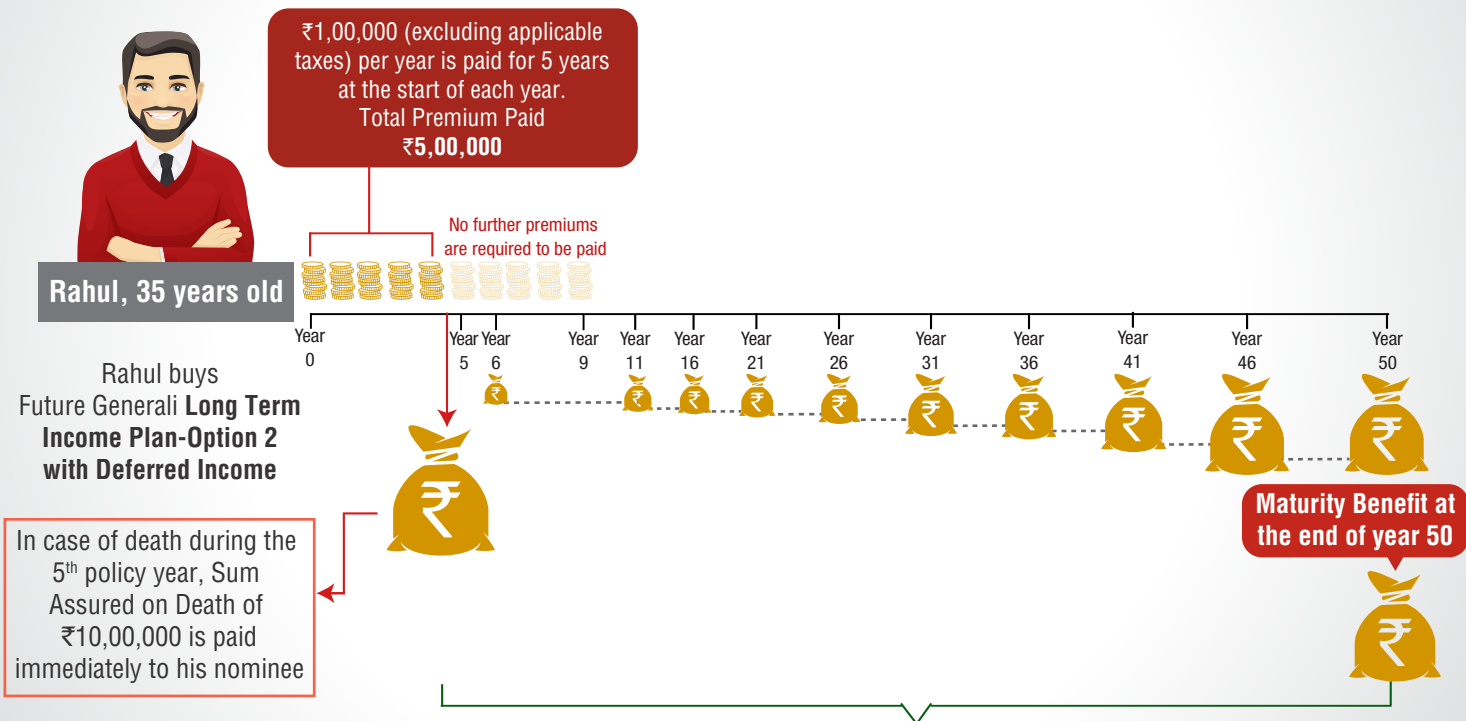 ₹1,00,000 (excluding applicable
taxes) per year is paid for 5 years
at the start of each year.
Total Premium Paid
₹5,00,000
No further premiums
are required to be paid
Rahul, 35 years old
Year Year Year Year Year Year Year Year Year Year Year Year Year
0 5 6 9 11 16 21 26 31 36 41 46 50
₹ ₹ ₹ ₹ ₹ ₹ ₹ ₹ ₹ ₹
Rahul buys
Future Generali Long Term
Income Plan-Option 2
with Deferred Income
₹
Maturity Benefit at
the end of year 50
₹
In case of death during the
5th policy year, Sum
Assured on Death of
₹10,00,000 is paid
immediately to his nominee